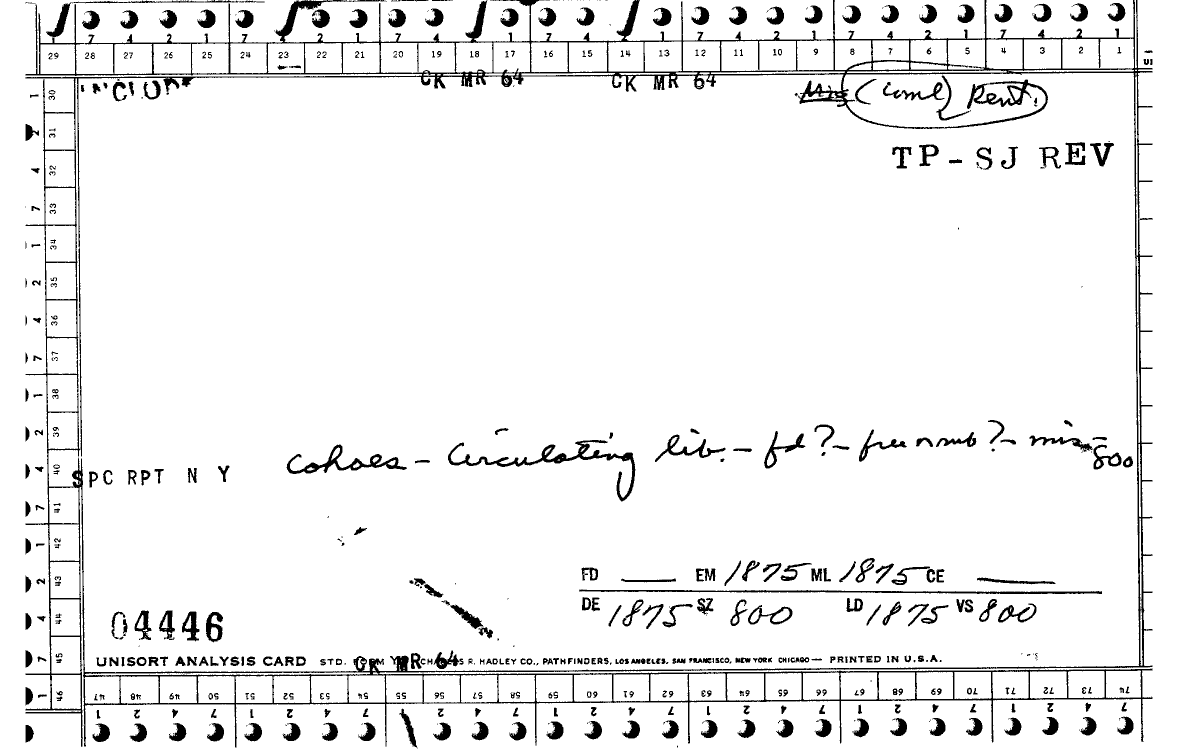 7 4 2 1 7 4 2 1 7 4 2 1 7 4 2 1 7 4 2 1 7 4 2 1 7 4 2 1
29 28 27 26 25 24 23 22 21 20 19 18 17 16 15 14 13 12 11 10 9 8 7 6 5 4 3 2 1
CK MR 64 CK MR 64 (coml) Rent.
TP-SJ REV
1 30
2 31
4 32
7 33
1 34
2 35
4 36
7 37
1 38
2 39
4 40
7 41
1 42
2 43
4 44
7 45
1 46
Cohoes - Circulating lib. - fd? - free or sub? - mis- 800
SPC RPT N Y
FD ____ EM 1875 ML 1875 CE ____
DE 1875 SZ 800 LD 1875 VS 800
04446
UNISORT ANALYSIS CARD STD. FORM CHARLES R. HADLEY CO., PATHFINDERS, LOS ANGELES, SAN FRANCISCO, NEW YORK CHICAGO — PRINTED IN U.S.A.
CK MR 64
47 48 49 50 51 52 53 54 55 56 57 58 59 60 61 62 63 64 65 66 67 68 69 70 71 72 73 74
1 2 4 7 1 2 4 7 1 2 4 7 1 2 4 7 1 2 4 7 1 2 4 7 1 2 4 7